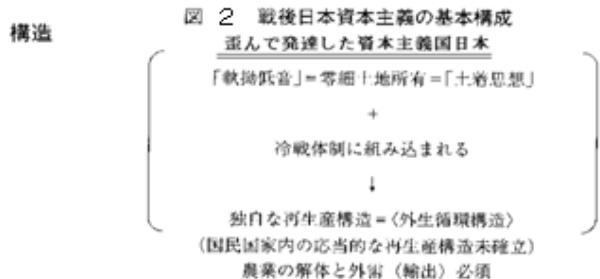 構造
図 2 戦後日本資本主義の基本構成
歪んで発達した資本主義国日本
「執拗低音」=零細土地所有=「土着思想」
+
冷戦体制に組み込まれる
↓
独自な再生産構造=〈外生循環構造〉
(国民国家内の応当的な再生産構造未確立)
農業の解体と外需(輸出)必須